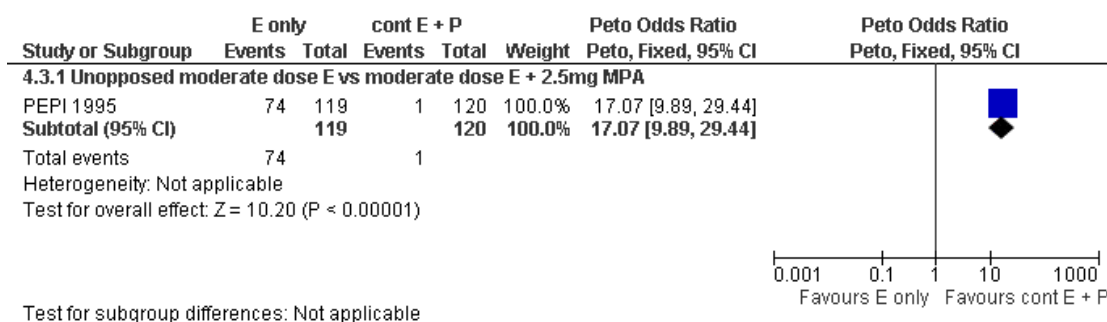 E only cont E + P Peto Odds Ratio Peto Odds Ratio
Study or Subgroup Events Total Events Total Weight Peto, Fixed, 95% CI Peto, Fixed, 95% CI
4.3.1 Unopposed moderate dose E vs moderate dose E + 2.5mg MPA
PEPI 1995 74 119 1 120 100.0% 17.07 [9.89, 29.44]
Subtotal (95% CI) 119 120 100.0% 17.07 [9.89, 29.44]
Total events 74 1
Heterogeneity: Not applicable
Test for overall effect: Z = 10.20 (P < 0.00001)
0.001 0.1 1 10 1000
Favours E only Favours cont E + P
Test for subgroup differences: Not applicable